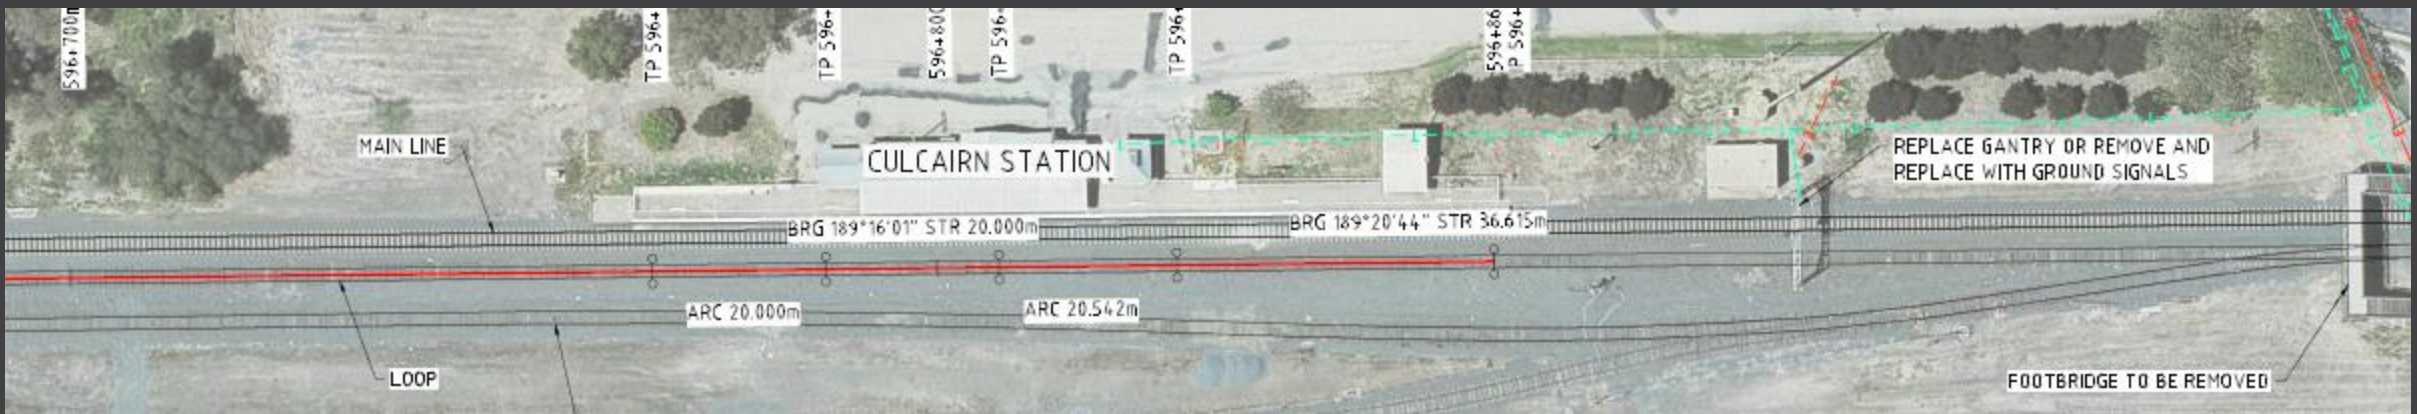 596+700m
TP 596+
TP 596+
596+800
TP 596+
TP 596+
596+86
P 596+
MAIN LINE
CULCAIRN STATION
REPLACE GANTRY OR REMOVE AND
REPLACE WITH GROUND SIGNALS
BRG 189°16'01" STR 20.000m
BRG 189°20'44" STR 36.615m
ARC 20.000m
ARC 20.542m
LOOP
FOOTBRIDGE TO BE REMOVED